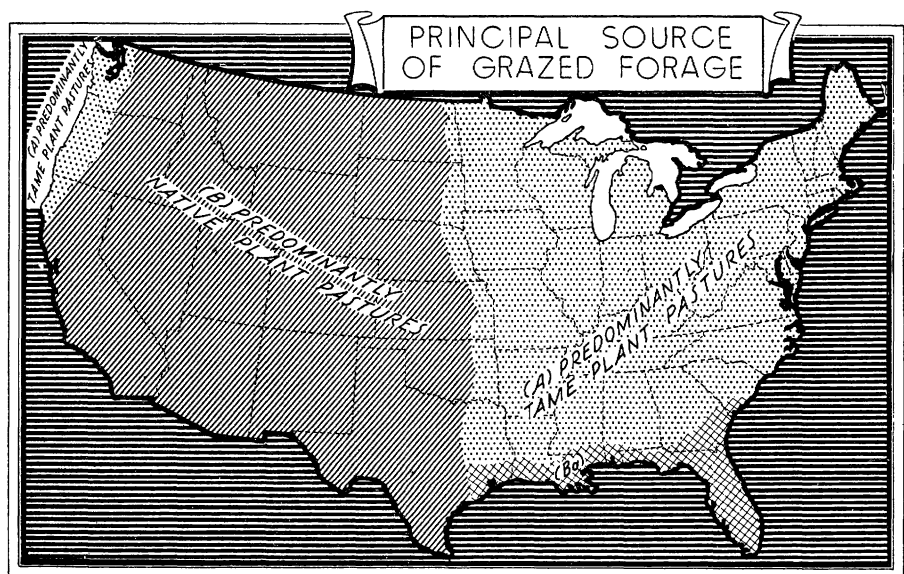 PRINCIPAL SOURCE
OF GRAZED FORAGE
(A) PREDOMINANTLY
TAME PLANT PASTURES
(B) PREDOMINANTLY
NATIVE PLANT PASTURES
(A) PREDOMINANTLY
TAME PLANT PASTURES
(Ba)